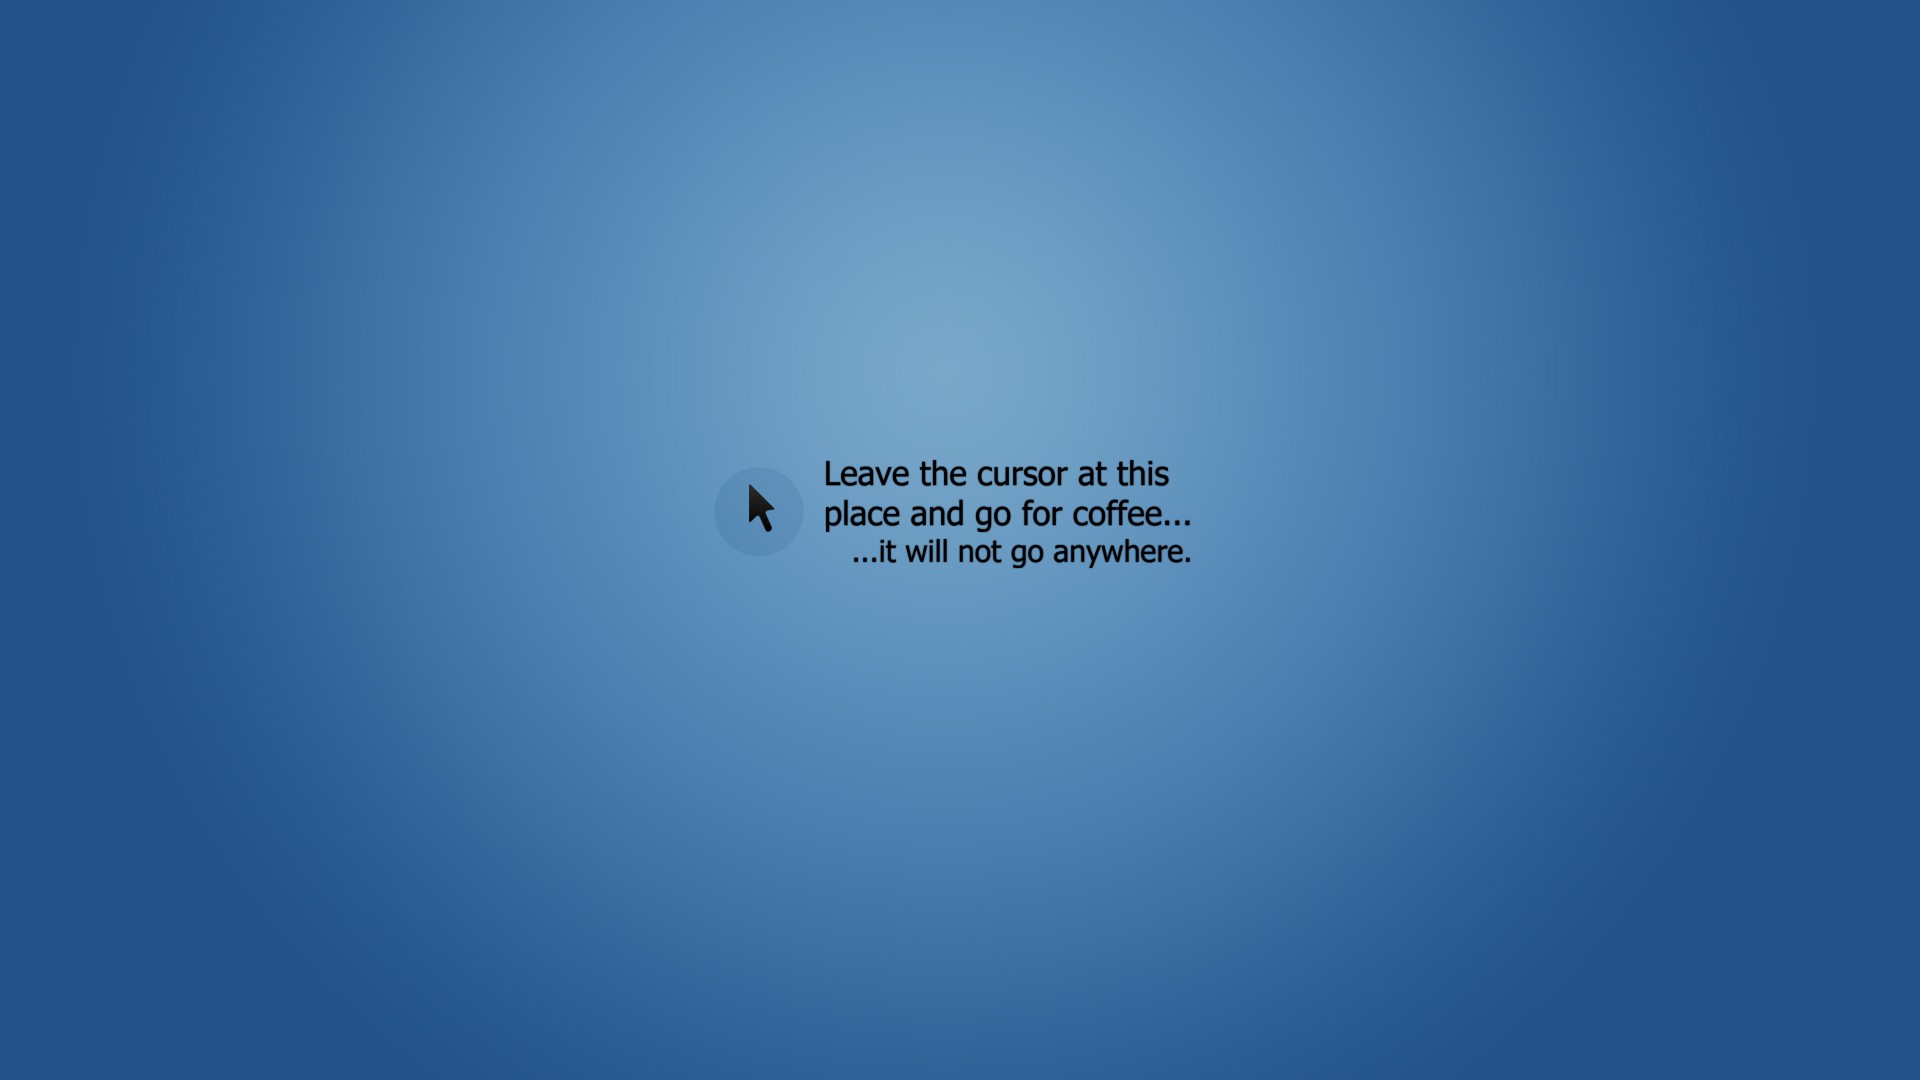 Leave the cursor at this
place and go for coffee...
...it will not go anywhere.